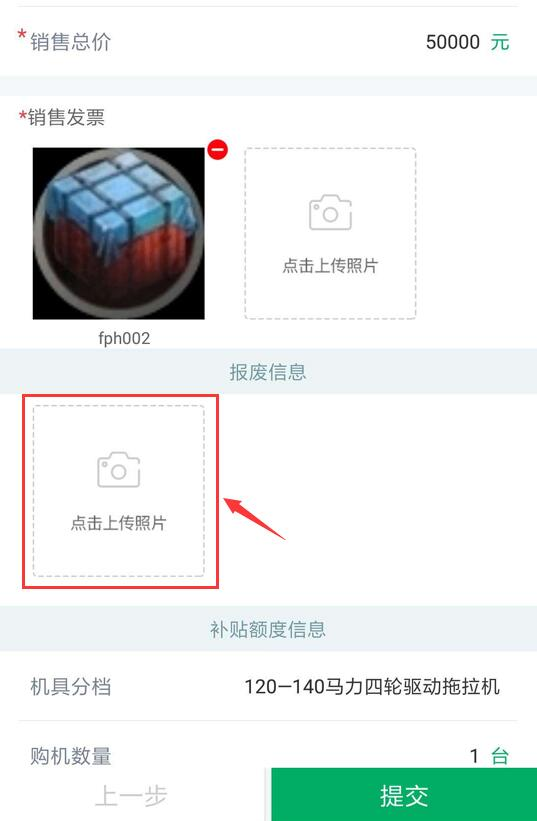 *销售总价 50000 元
*销售发票
点击上传照片
fph002
报废信息
点击上传照片
补贴额度信息
机具分档 120—140马力四轮驱动拖拉机
购机数量 1 台
上一步 提交